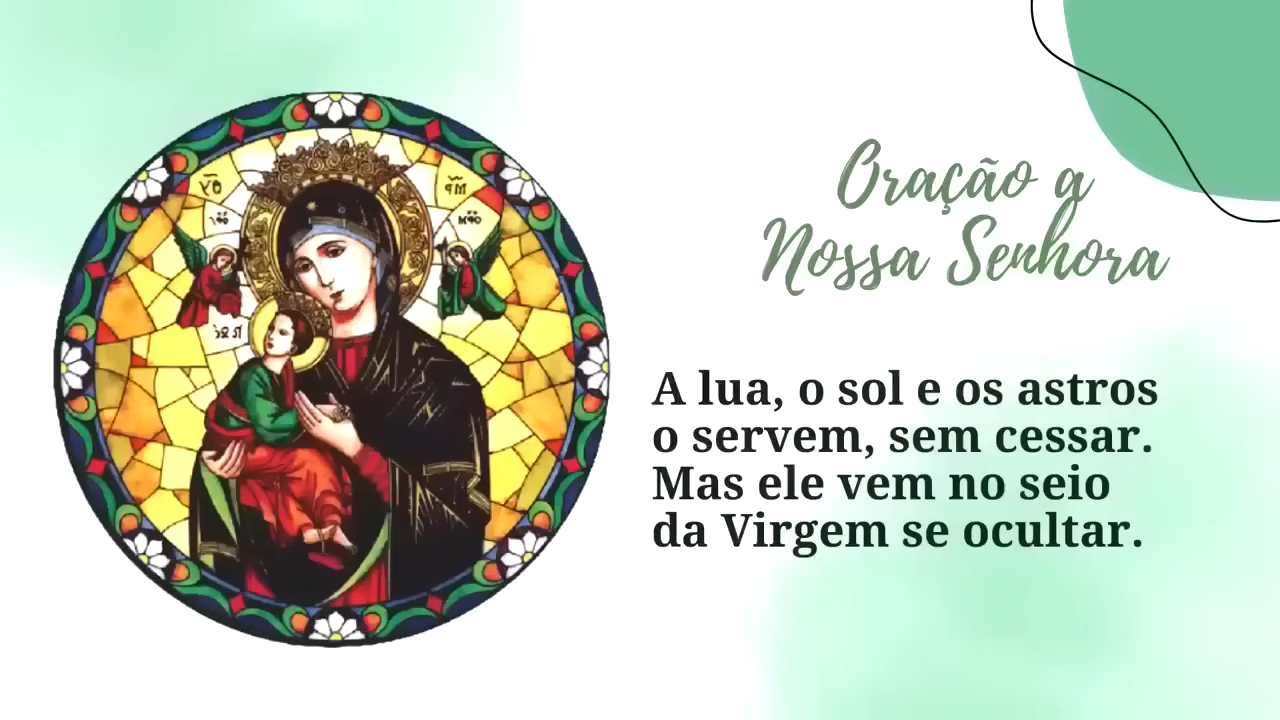 Oração a
Nossa Senhora
A lua, o sol e os astros
o servem, sem cessar.
Mas ele vem no seio
da Virgem se ocultar.